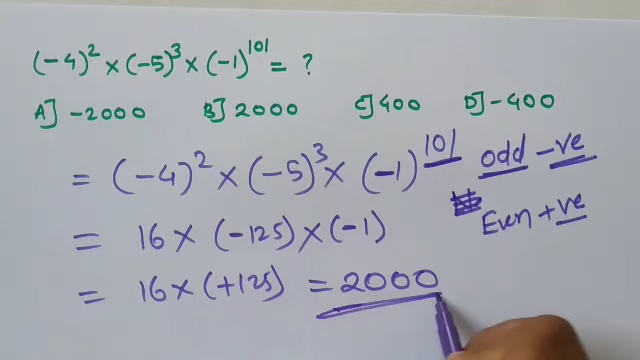 (-4)² × (-5)³ × (-1)¹⁰¹ = ?
A] -2000 B] 2000 C] 400 D] -400
= (-4)² × (-5)³ × (-1)¹⁰¹ odd -ve
= 16 × (-125) × (-1) Even +ve
= 16 × (+125) = 2000